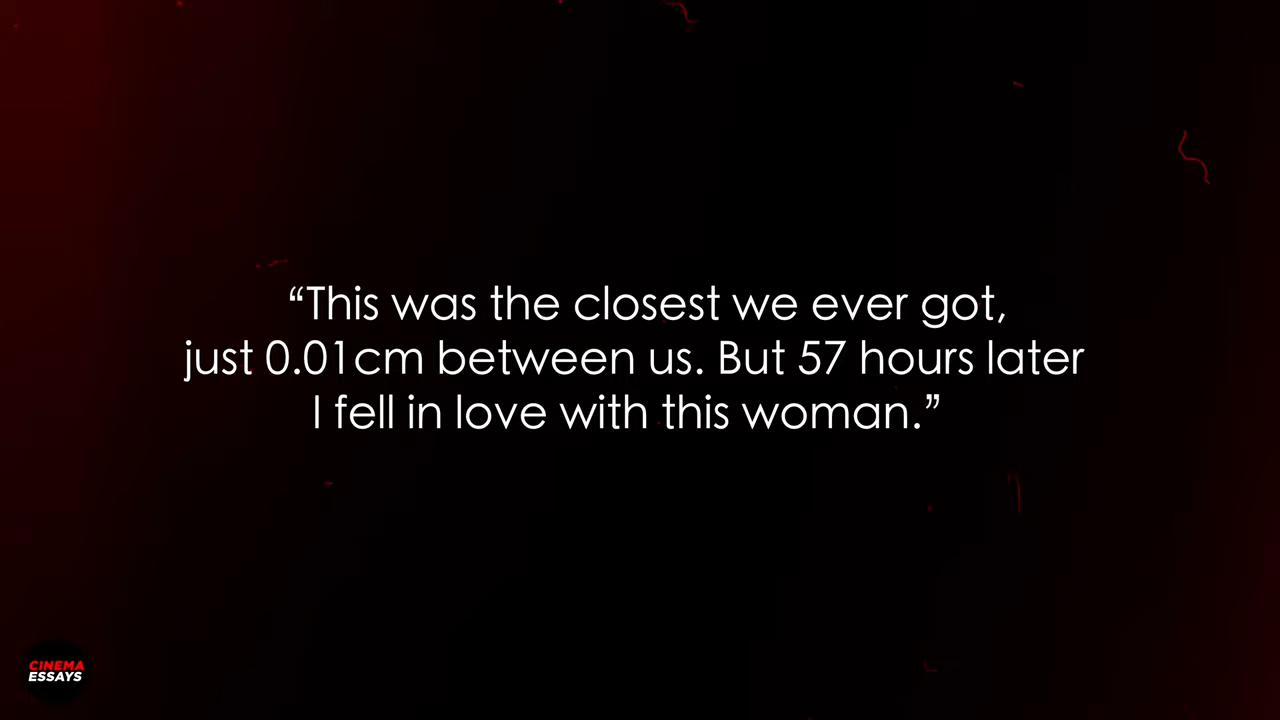 “This was the closest we ever got,
just 0.01cm between us. But 57 hours later
I fell in love with this woman.”
CINEMA
ESSAYS